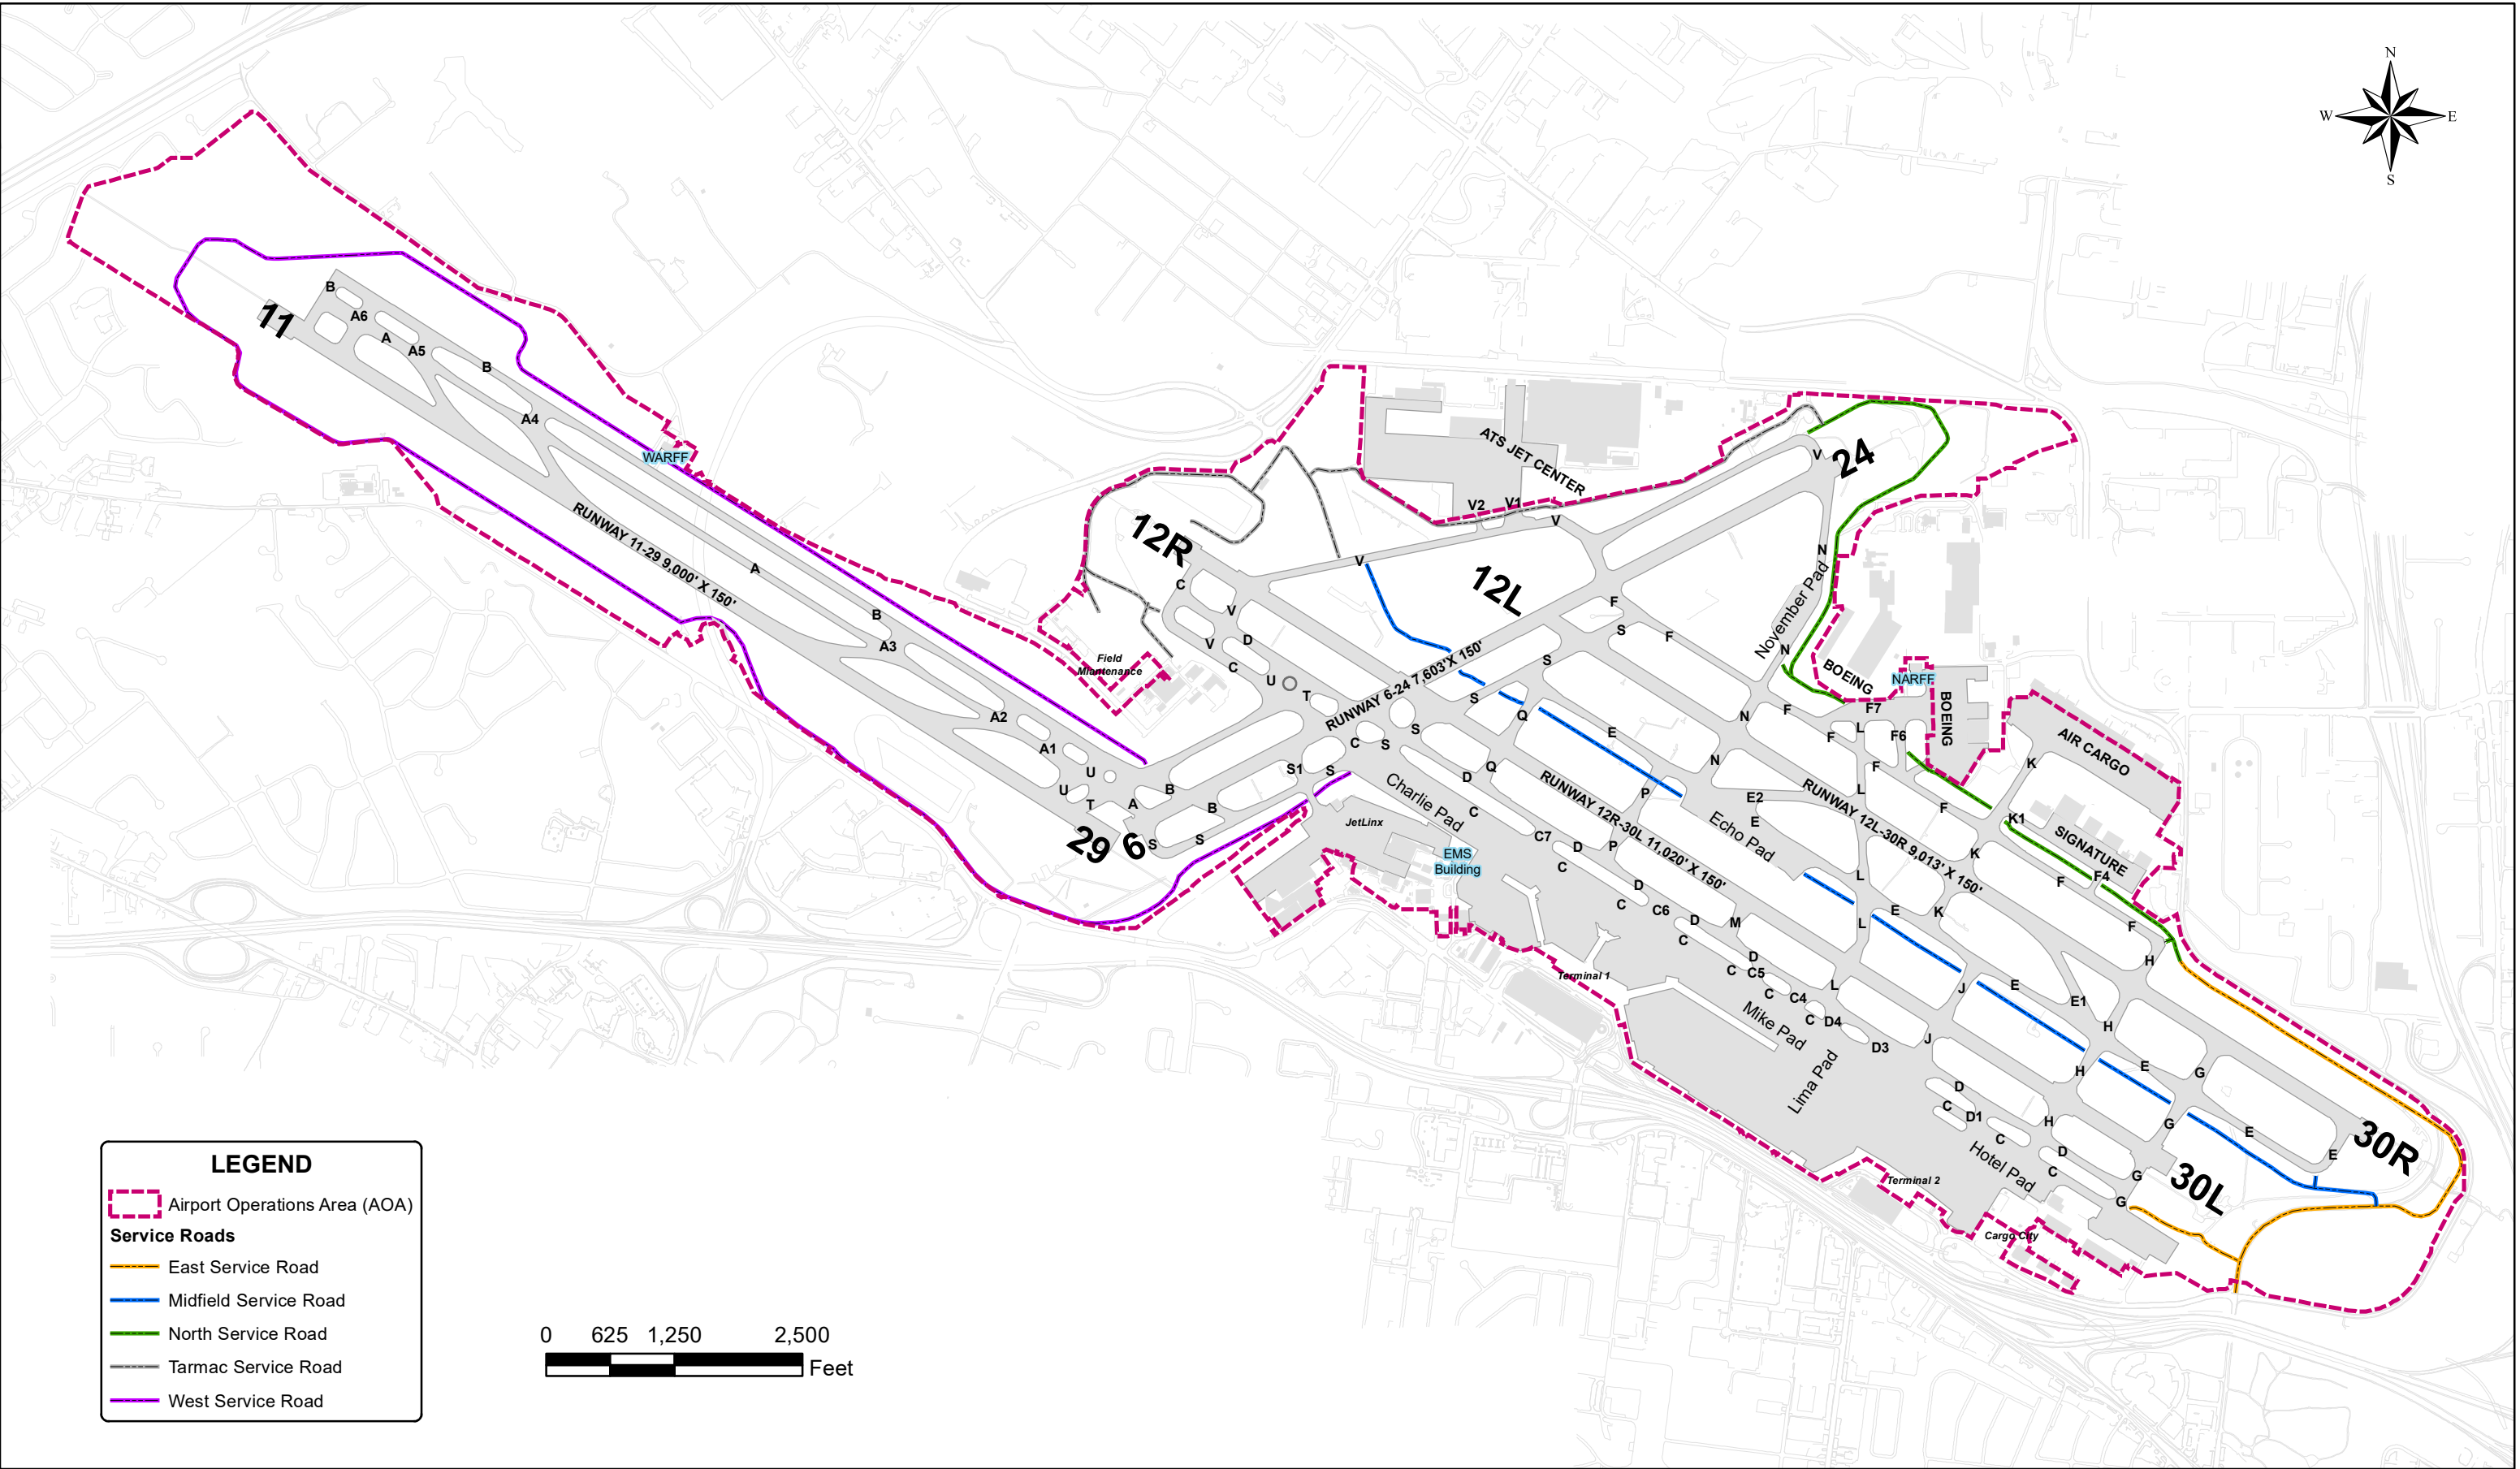 N
W
E
S
11
B
A6
A
A5
B
A4
WARFF
RUNWAY 11-29 9,000' X 150'
A
B
A3
A2
A1
U
U
T
A
B
B
S
S
29
6
S1
S
12R
C
V
V
D
C
U
T
Field
Miantenance
ATS JET CENTER
V2
V1
V
V
V
24
12L
RUNWAY 6-24 7,603'X 150'
F
S
F
S
S
S
C
S
Q
Q
E
N
November Pad
N
N
N
BOEING
NARFF
BOEING
F7
F
F
L
F6
F
L
AIR CARGO
K
K1
SIGNATURE
F
F4
F
F
Charlie Pad
JetLinx
EMS
Building
D
C
C7
D
C
P
P
RUNWAY 12R-30L 11,020' X 150'
Echo Pad
E2
E
RUNWAY 12L-30R 9,013' X 150'
K
K
L
L
E
D
C
C6
D
C
M
D
C
C5
C
C4
C
D4
D3
L
J
J
E
E1
H
H
H
H
G
G
G
G
E
E
E
D
C
D1
C
D
C
Terminal 1
Mike Pad
Lima Pad
Hotel Pad
Terminal 2
Cargo City
30L
30R
LEGEND
Airport Operations Area (AOA)
Service Roads
East Service Road
Midfield Service Road
North Service Road
Tarmac Service Road
West Service Road
0 625 1,250 2,500
Feet